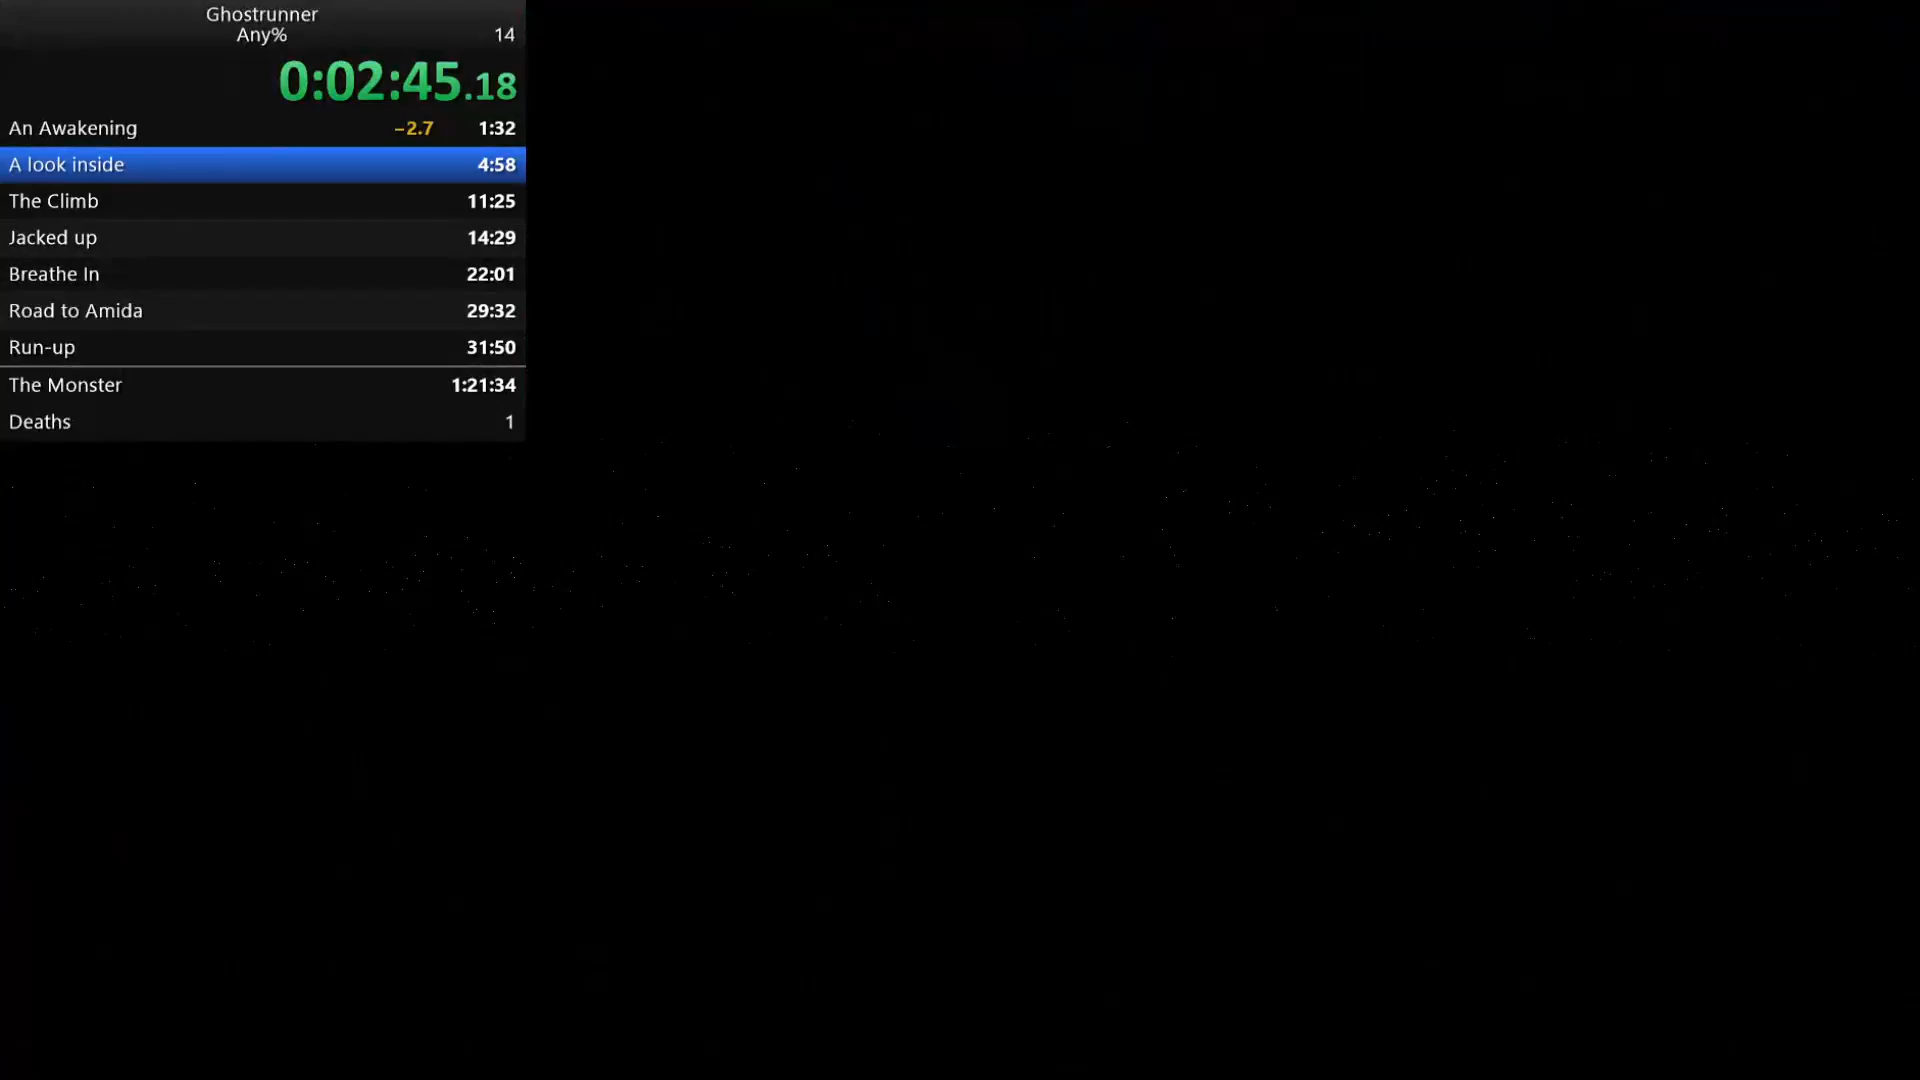 Ghostrunner
Any% 14
0:02:45.18
An Awakening −2.7 1:32
A look inside 4:58
The Climb 11:25
Jacked up 14:29
Breathe In 22:01
Road to Amida 29:32
Run-up 31:50
The Monster 1:21:34
Deaths 1